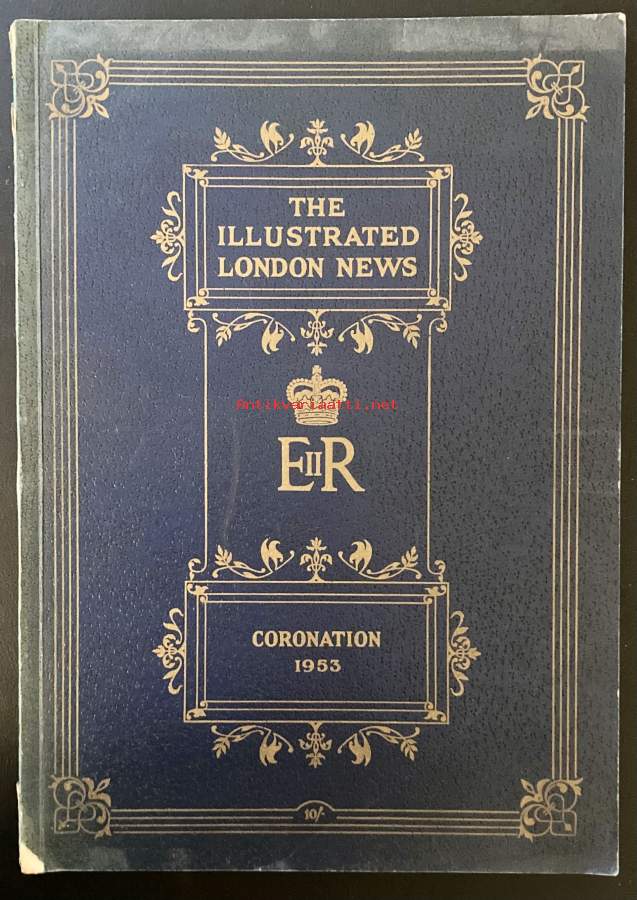 THE
ILLUSTRATED
LONDON NEWS
Antikvariaatti.net
EIIR
CORONATION
1953
10/-